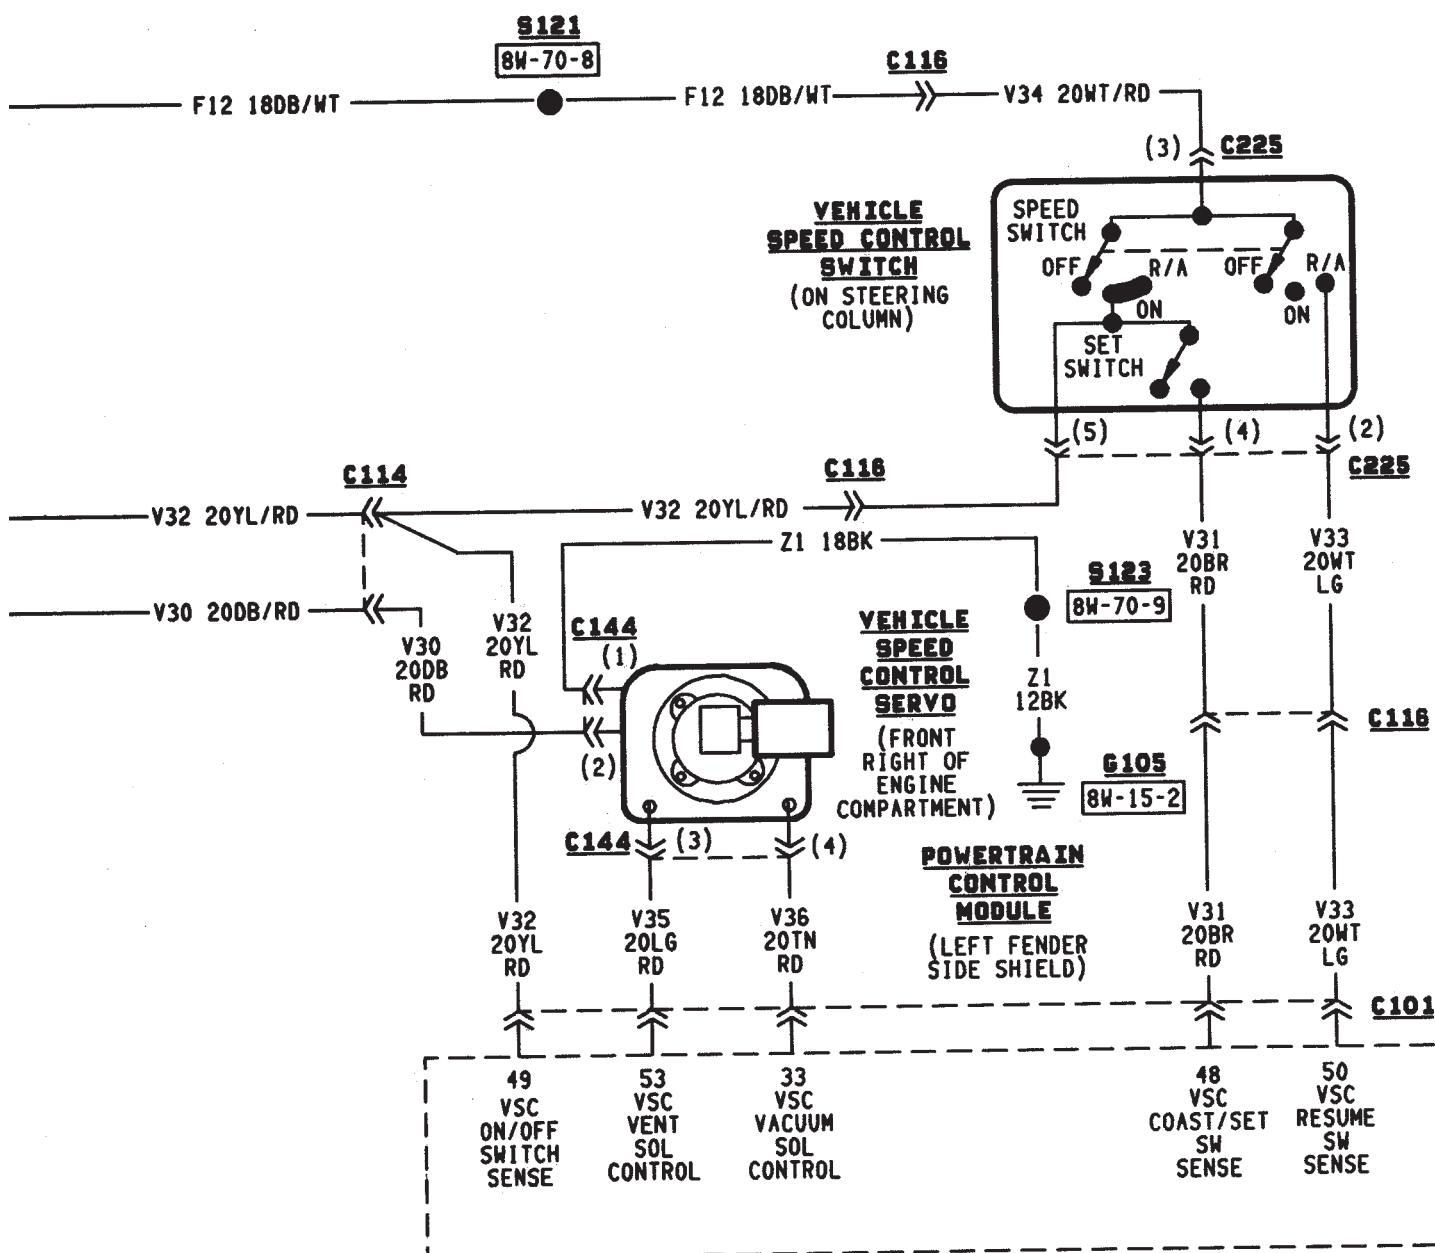 S121
8W-70-8
C116
F12 18DB/WT
F12 18DB/WT
V34 20WT/RD
(3)
C225
VEHICLE
SPEED CONTROL
SWITCH
(ON STEERING
COLUMN)
SPEED
SWITCH
OFF
R/A
ON
OFF
R/A
ON
SET
SWITCH
(5)
(4)
(2)
C225
C114
C116
V32 20YL/RD
V32 20YL/RD
Z1 18BK
V31
20BR
RD
V33
20WT
LG
V30 20DB/RD
V30
20DB
RD
V32
20YL
RD
C144
(1)
(2)
VEHICLE
SPEED
CONTROL
SERVO
(FRONT
RIGHT OF
ENGINE
COMPARTMENT)
S123
8W-70-9
Z1
12BK
G105
8W-15-2
C116
C144
(3)
(4)
POWERTRAIN
CONTROL
MODULE
(LEFT FENDER
SIDE SHIELD)
V32
20YL
RD
V35
20LG
RD
V36
20TN
RD
V31
20BR
RD
V33
20WT
LG
C101
49
VSC
ON/OFF
SWITCH
SENSE
53
VSC
VENT
SOL
CONTROL
33
VSC
VACUUM
SOL
CONTROL
48
VSC
COAST/SET
SW
SENSE
50
VSC
RESUME
SW
SENSE